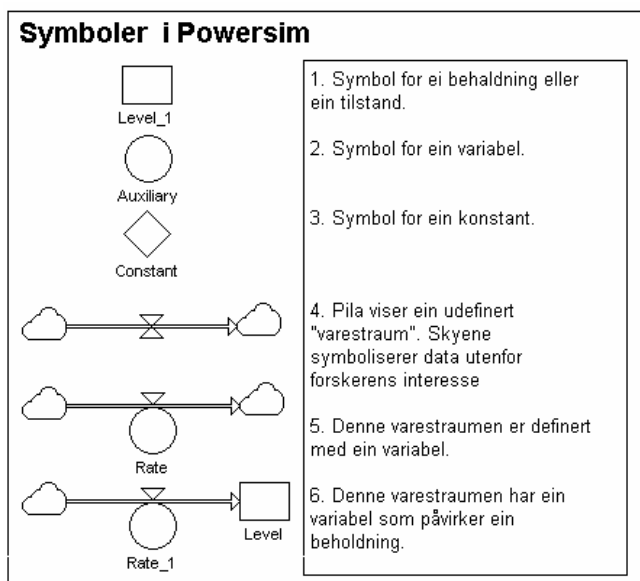 Symboler i Powersim
Level_1
Auxiliary
Constant
Rate
Rate_1
Level
1. Symbol for ei behaldning eller
ein tilstand.
2. Symbol for ein variabel.
3. Symbol for ein konstant.
4. Pila viser ein udefinert
"varestraum". Skyene
symboliserer data utenfor
forskerens interesse
5. Denne varestraumen er definert
med ein variabel.
6. Denne varestraumen har ein
variabel som påvirker ein
beholdning.